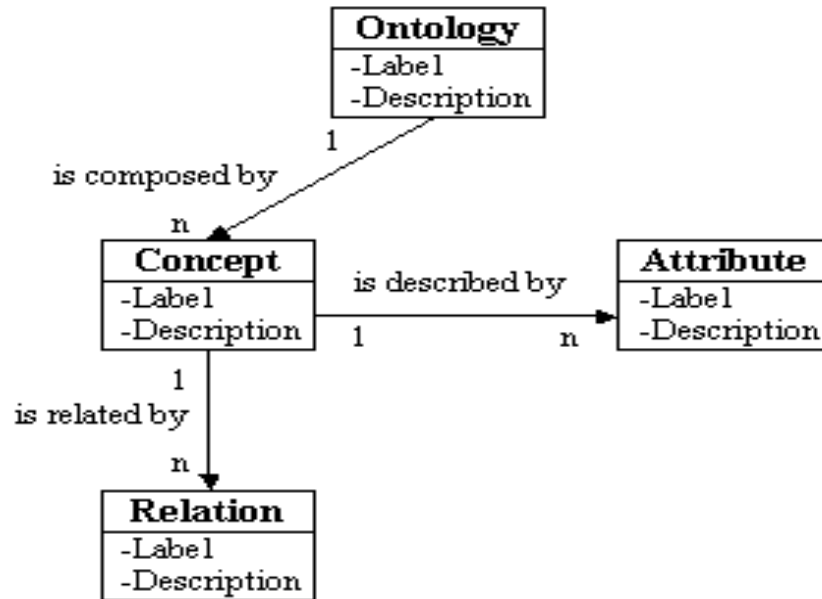 Ontology
-Label
-Description
1
is composed by
n
Concept
-Label
-Description
is described by
1 n
Attribute
-Label
-Description
1
is related by
n
Relation
-Label
-Description